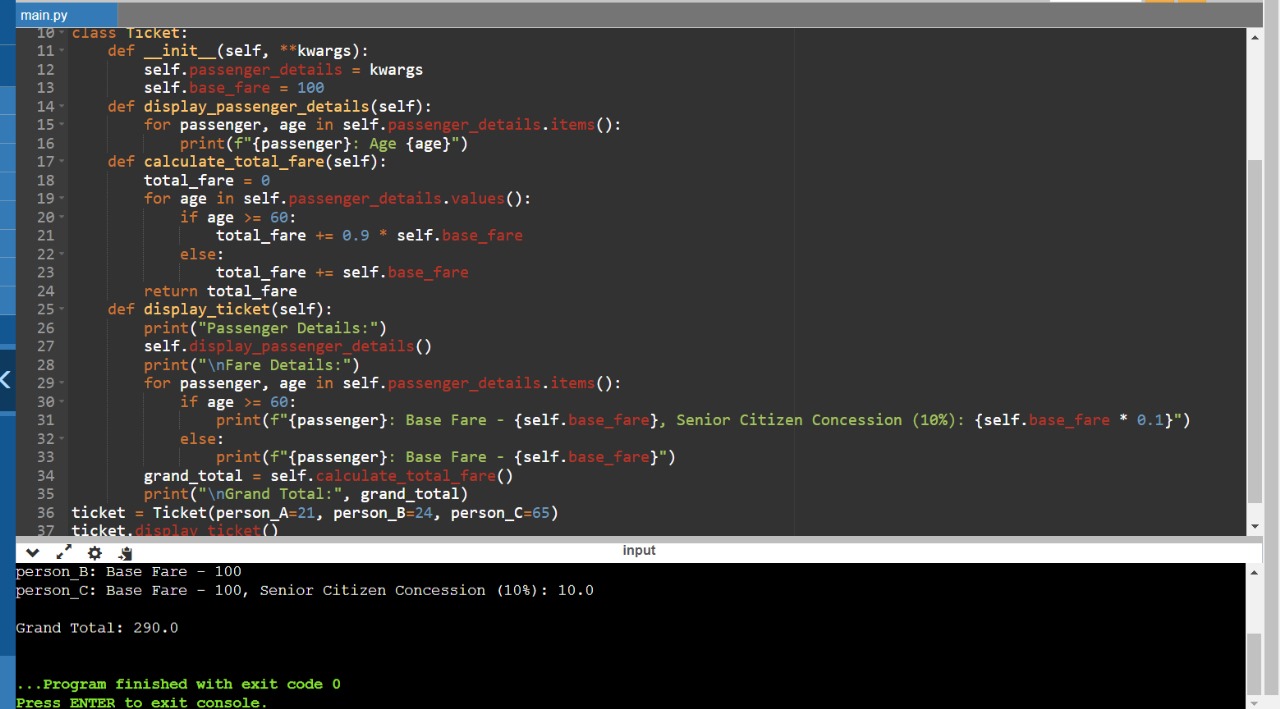 main.py
10 class Ticket:
11 def __init__(self, **kwargs):
12 self.passenger_details = kwargs
13 self.base_fare = 100
14 def display_passenger_details(self):
15 for passenger, age in self.passenger_details.items():
16 print(f"{passenger}: Age {age}")
17 def calculate_total_fare(self):
18 total_fare = 0
19 for age in self.passenger_details.values():
20 if age >= 60:
21 total_fare += 0.9 * self.base_fare
22 else:
23 total_fare += self.base_fare
24 return total_fare
25 def display_ticket(self):
26 print("Passenger Details:")
27 self.display_passenger_details()
28 print("\nFare Details:")
29 for passenger, age in self.passenger_details.items():
30 if age >= 60:
31 print(f"{passenger}: Base Fare - {self.base_fare}, Senior Citizen Concession (10%): {self.base_fare * 0.1}")
32 else:
33 print(f"{passenger}: Base Fare - {self.base_fare}")
34 grand_total = self.calculate_total_fare()
35 print("\nGrand Total:", grand_total)
36 ticket = Ticket(person_A=21, person_B=24, person_C=65)
37 ticket.display_ticket()
input
person_B: Base Fare - 100
person_C: Base Fare - 100, Senior Citizen Concession (10%): 10.0
Grand Total: 290.0
...Program finished with exit code 0
Press ENTER to exit console.